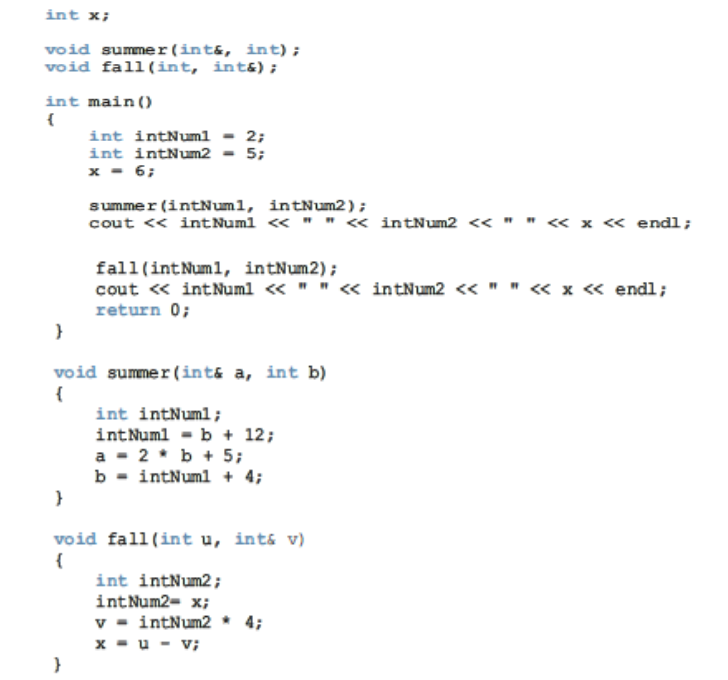 int x;
void summer(int&, int);
void fall(int, int&);
int main()
{
int intNum1 = 2;
int intNum2 = 5;
x = 6;
summer(intNum1, intNum2);
cout << intNum1 << " " << intNum2 << " " << x << endl;
fall(intNum1, intNum2);
cout << intNum1 << " " << intNum2 << " " << x << endl;
return 0;
}
void summer(int& a, int b)
{
int intNum1;
intNum1 = b + 12;
a = 2 * b + 5;
b = intNum1 + 4;
}
void fall(int u, int& v)
{
int intNum2;
intNum2= x;
v = intNum2 * 4;
x = u - v;
}